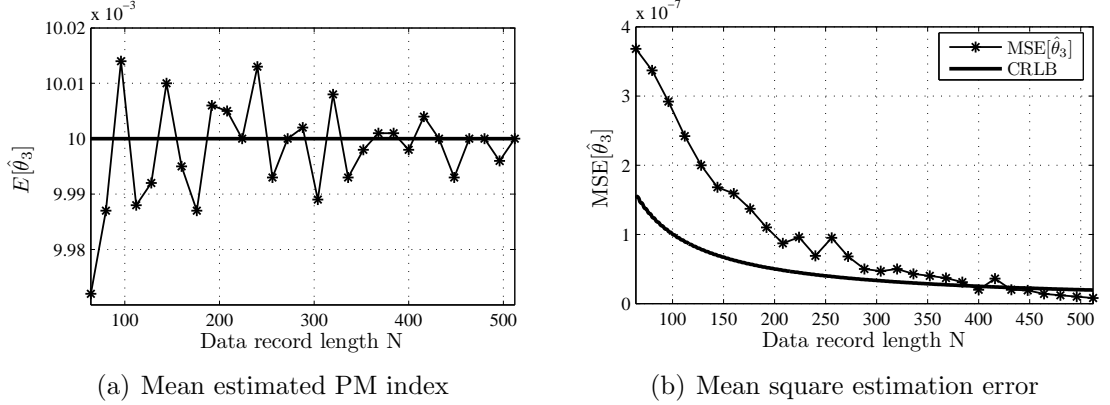 x 10⁻³
10.02
10.01
10
9.99
9.98
E[θ̂₃]
100 200 300 400 500
Data record length N
(a) Mean estimated PM index
x 10⁻⁷
4
3
2
1
0
MSE[θ̂₃]
MSE[θ̂₃]
CRLB
100 150 200 250 300 350 400 450 500
Data record length N
(b) Mean square estimation error